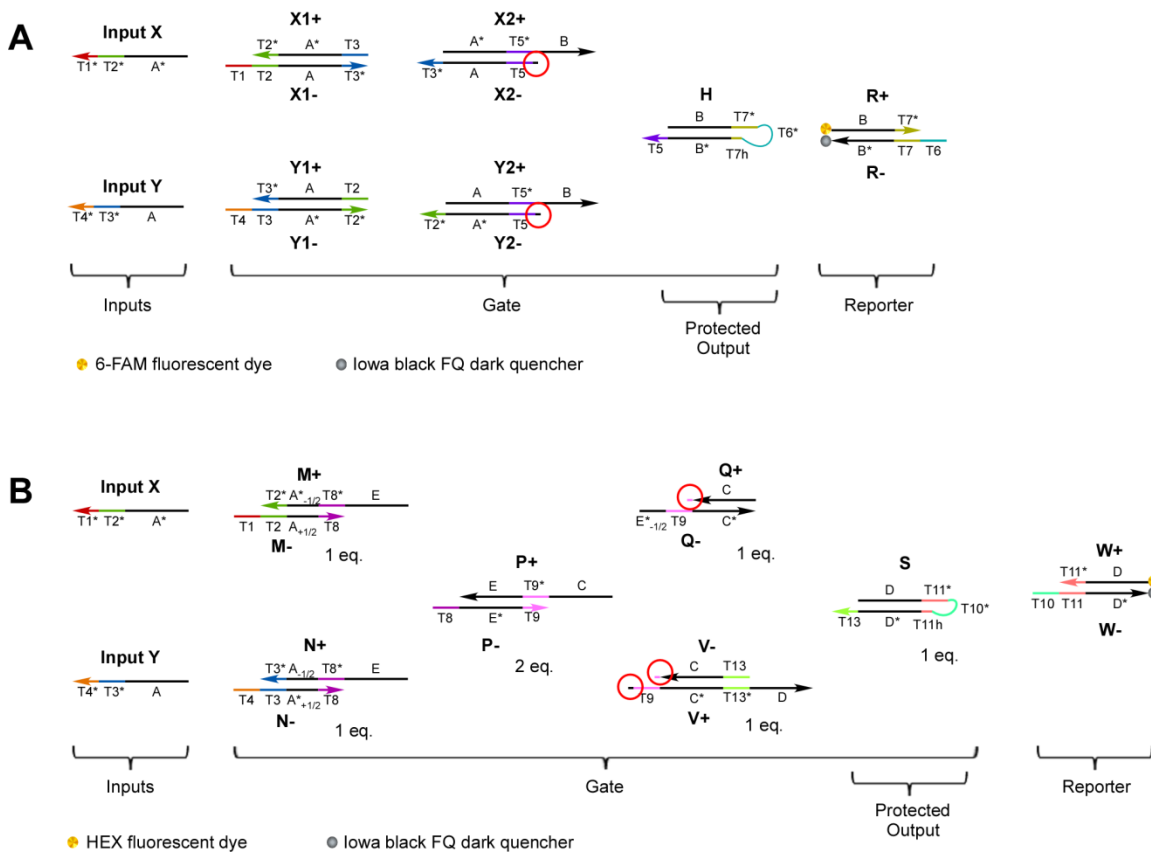 A
Input X
T1* T2* A*
X1+
T2* A* T3
T1 T2 A T3*
X1-
X2+
A* T5* B
T3* A T5
X2-
H
B T7*
T6*
T5 B* T7h
R+
B T7*
B* T7 T6
R-
Input Y
T4* T3* A
Y1+
T3* A T2
T4 T3 A* T2*
Y1-
Y2+
A T5* B
T2* A* T5
Y2-
Inputs
Gate
Protected
Output
Reporter
6-FAM fluorescent dye
Iowa black FQ dark quencher
B
Input X
T1* T2* A*
M+
T2* A*-1/2 T8* E
T1 T2 A+1/2 T8
M-
1 eq.
Q+
C
E*-1/2 T9 C*
Q-
1 eq.
P+
E T9* C
T8 E* T9
P-
2 eq.
S
D T11*
T10*
T13 D* T11h
1 eq.
W+
T11* D
T10 T11 D*
W-
Input Y
T4* T3* A
N+
T3* A-1/2 T8* E
T4 T3 A*+1/2 T8
N-
1 eq.
V-
C T13
T9 C* T13* D
V+
1 eq.
Inputs
Gate
Protected
Output
Reporter
HEX fluorescent dye
Iowa black FQ dark quencher